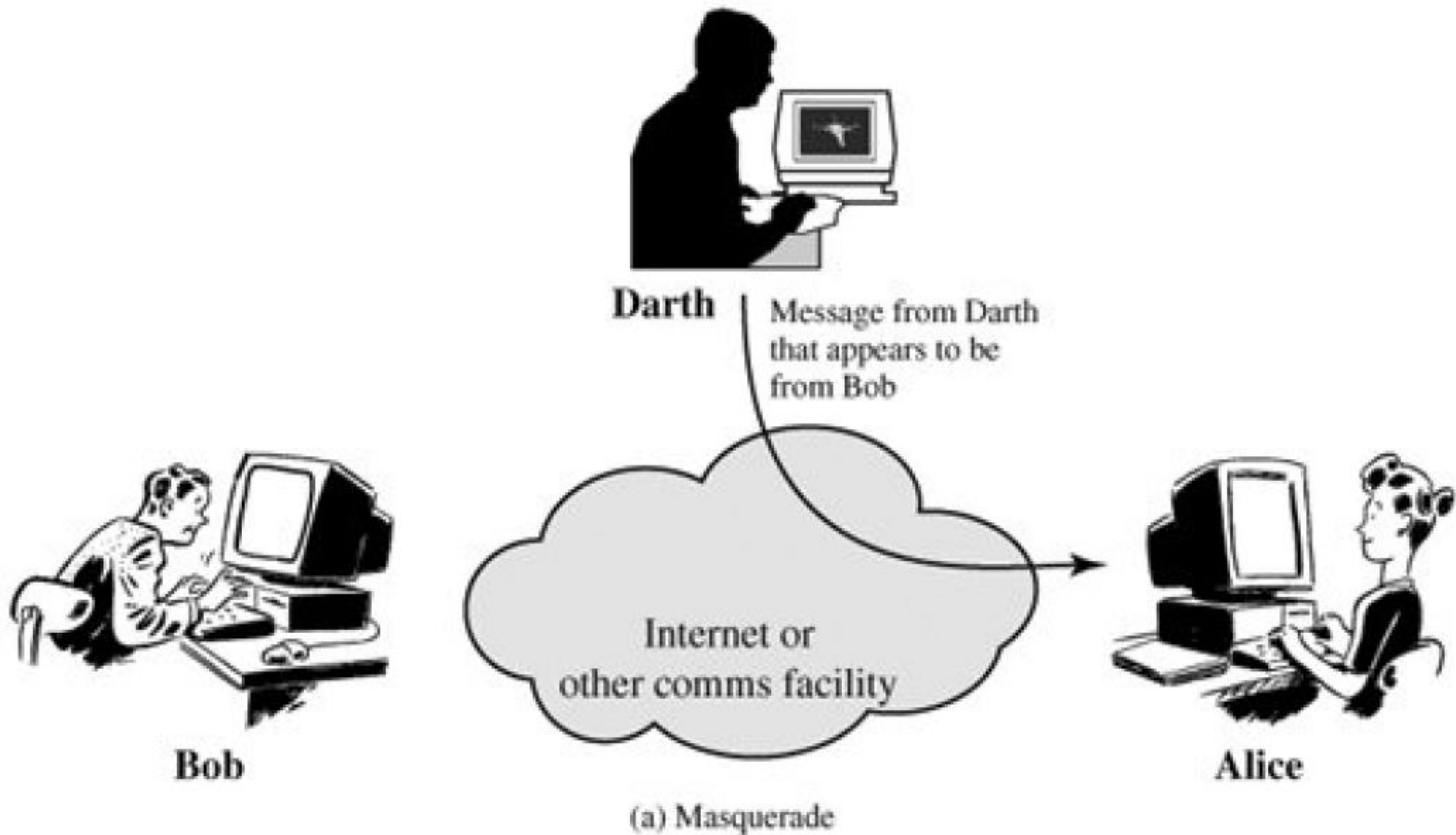 Darth
Message from Darth
that appears to be
from Bob
Internet or
other comms facility
Bob
Alice
(a) Masquerade